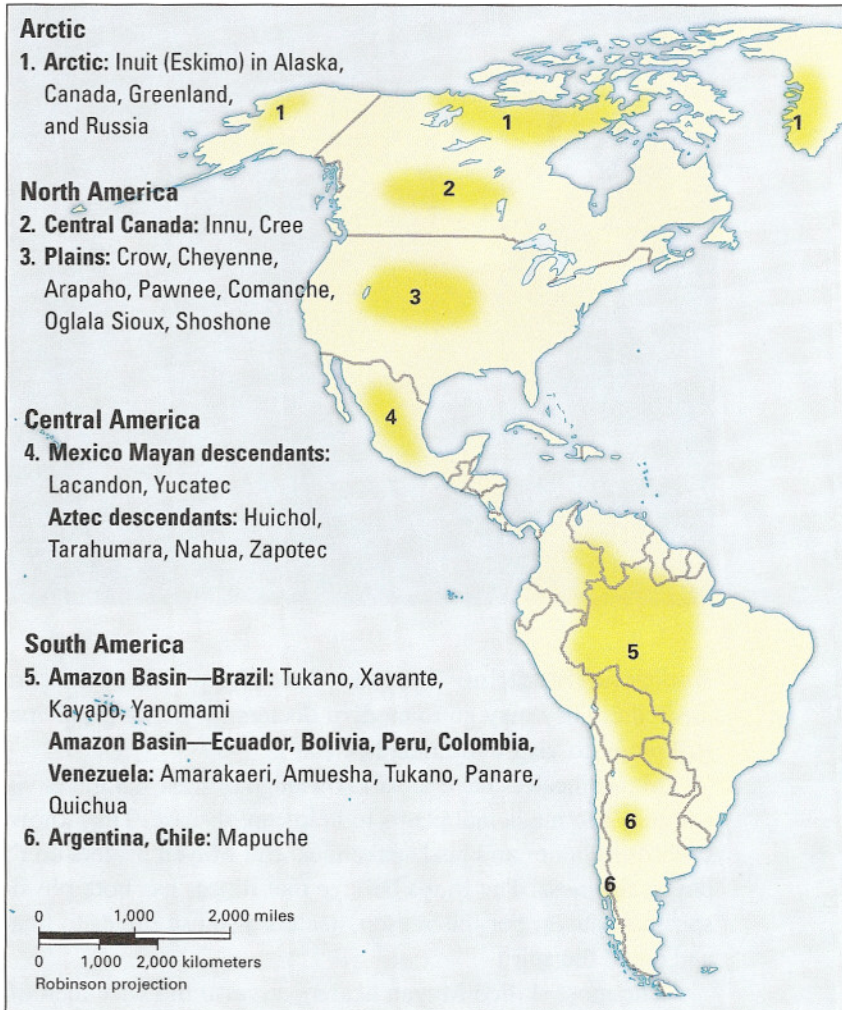 Arctic
1. Arctic: Inuit (Eskimo) in Alaska,
Canada, Greenland,
and Russia
North America
2. Central Canada: Innu, Cree
3. Plains: Crow, Cheyenne,
Arapaho, Pawnee, Comanche,
Oglala Sioux, Shoshone
Central America
4. Mexico Mayan descendants:
Lacandon, Yucatec
Aztec descendants: Huichol,
Tarahumara, Nahua, Zapotec
South America
5. Amazon Basin—Brazil: Tukano, Xavante,
Kayapo, Yanomami
Amazon Basin—Ecuador, Bolivia, Peru, Colombia,
Venezuela: Amarakaeri, Amuesha, Tukano, Panare,
Quichua
6. Argentina, Chile: Mapuche
0 1,000 2,000 miles
0 1,000 2,000 kilometers
Robinson projection
1
1
1
2
3
4
5
6
6